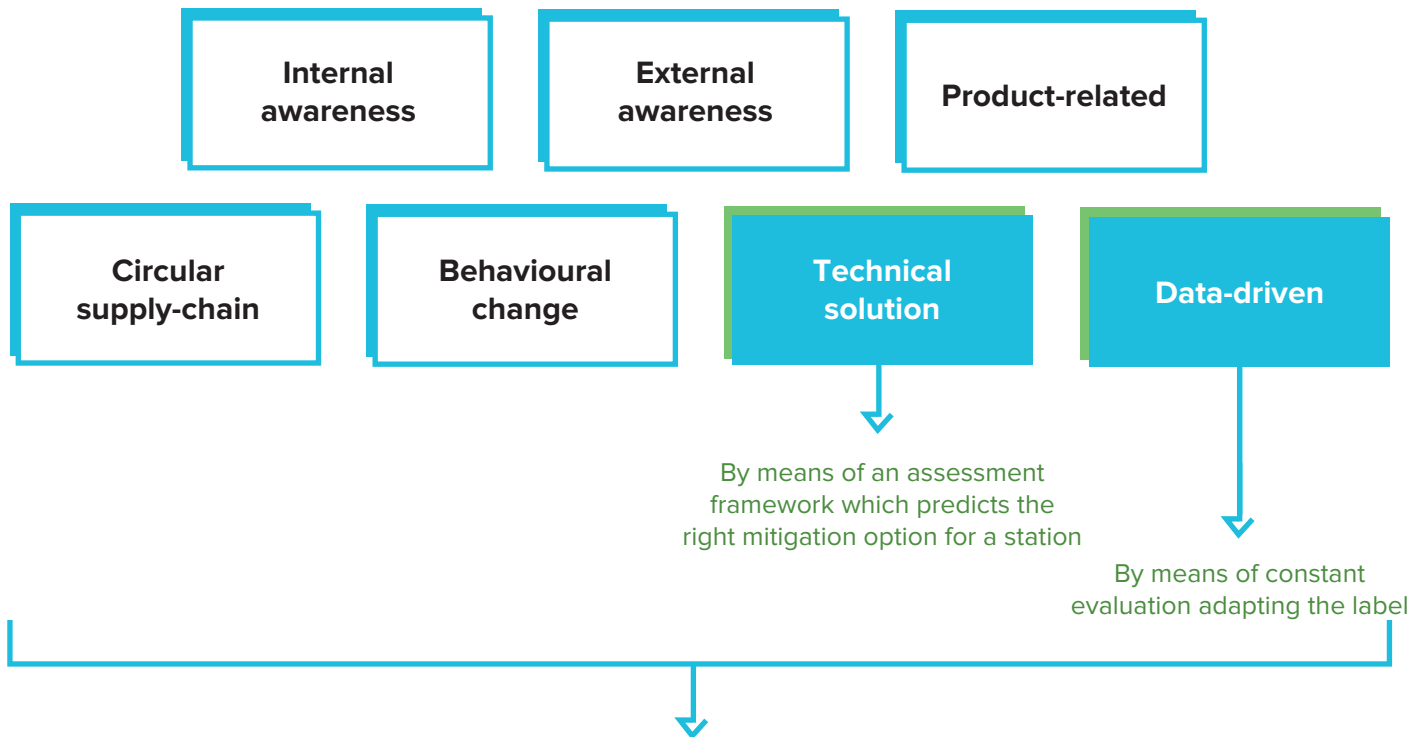 Internal
awareness
External
awareness
Product-related
Circular
supply-chain
Behavioural
change
Technical
solution
Data-driven
By means of an assessment
framework which predicts the
right mitigation option for a station
By means of constant
evaluation adapting the label